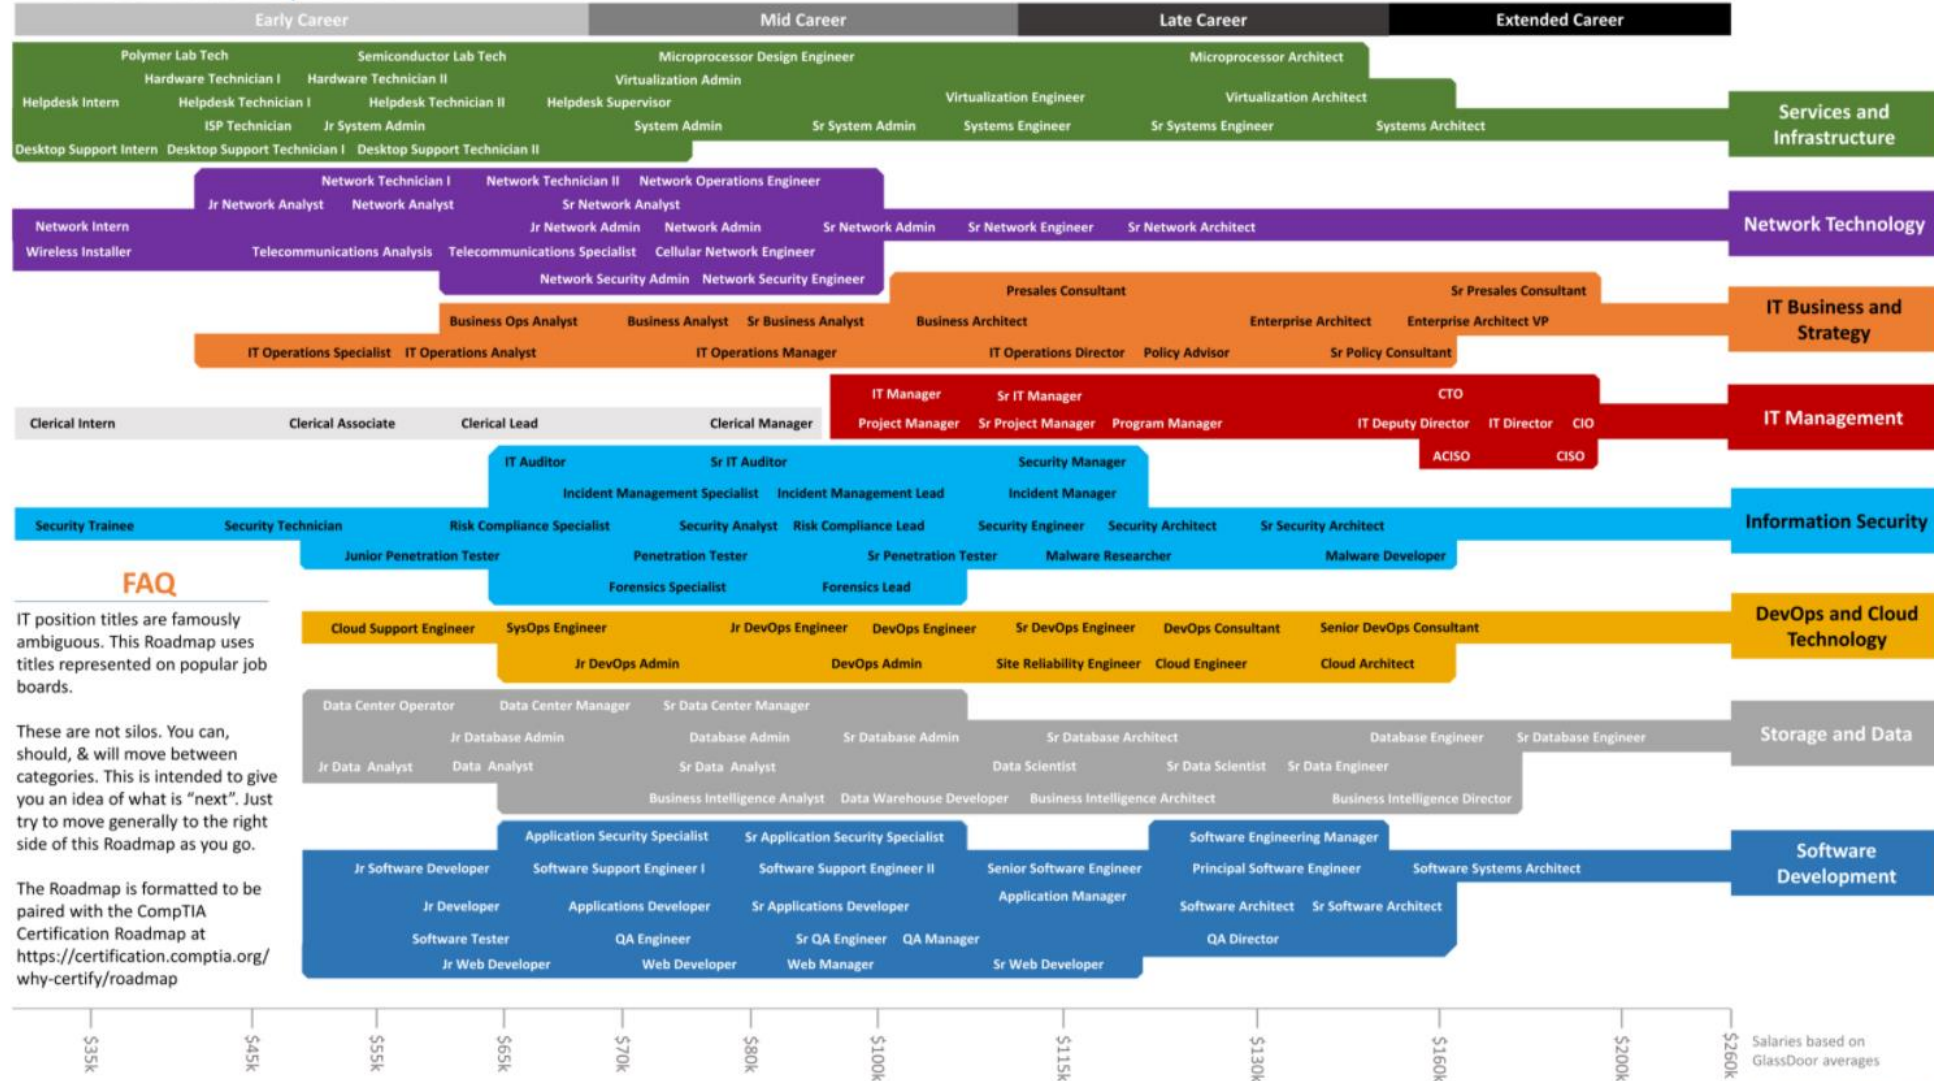 Early Career Mid Career Late Career Extended Career
Polymer Lab Tech Semiconductor Lab Tech Microprocessor Design Engineer Microprocessor Architect
Hardware Technician I Hardware Technician II Virtualization Admin
Helpdesk Intern Helpdesk Technician I Helpdesk Technician II Helpdesk Supervisor Virtualization Engineer Virtualization Architect
ISP Technician Jr System Admin System Admin Sr System Admin Systems Engineer Sr Systems Engineer Systems Architect
Desktop Support Intern Desktop Support Technician I Desktop Support Technician II
Services and
Infrastructure
Network Technician I Network Technician II Network Operations Engineer
Jr Network Analyst Network Analyst Sr Network Analyst
Network Intern Jr Network Admin Network Admin Sr Network Admin Sr Network Engineer Sr Network Architect
Wireless Installer Telecommunications Analysis Telecommunications Specialist Cellular Network Engineer
Network Security Admin Network Security Engineer
Network Technology
Presales Consultant Sr Presales Consultant
Business Ops Analyst Business Analyst Sr Business Analyst Business Architect Enterprise Architect Enterprise Architect VP
IT Operations Specialist IT Operations Analyst IT Operations Manager IT Operations Director Policy Advisor Sr Policy Consultant
IT Business and
Strategy
IT Manager Sr IT Manager CTO
Clerical Intern Clerical Associate Clerical Lead Clerical Manager Project Manager Sr Project Manager Program Manager IT Deputy Director IT Director CIO
ACISO CISO
IT Management
IT Auditor Sr IT Auditor Security Manager
Incident Management Specialist Incident Management Lead Incident Manager
Security Trainee Security Technician Risk Compliance Specialist Security Analyst Risk Compliance Lead Security Engineer Security Architect Sr Security Architect
Junior Penetration Tester Penetration Tester Sr Penetration Tester Malware Researcher Malware Developer
Forensics Specialist Forensics Lead
Information Security
Cloud Support Engineer SysOps Engineer Jr DevOps Engineer DevOps Engineer Sr DevOps Engineer DevOps Consultant Senior DevOps Consultant
Jr DevOps Admin DevOps Admin Site Reliability Engineer Cloud Engineer Cloud Architect
DevOps and Cloud
Technology
Data Center Operator Data Center Manager Sr Data Center Manager
Jr Database Admin Database Admin Sr Database Admin Sr Database Architect Database Engineer Sr Database Engineer
Jr Data Analyst Data Analyst Sr Data Analyst Data Scientist Sr Data Scientist Sr Data Engineer
Business Intelligence Analyst Data Warehouse Developer Business Intelligence Architect Business Intelligence Director
Storage and Data
Application Security Specialist Sr Application Security Specialist Software Engineering Manager
Jr Software Developer Software Support Engineer I Software Support Engineer II Senior Software Engineer Principal Software Engineer Software Systems Architect
Application Manager
Jr Developer Applications Developer Sr Applications Developer Software Architect Sr Software Architect
Software Tester QA Engineer Sr QA Engineer QA Manager QA Director
Jr Web Developer Web Developer Web Manager Sr Web Developer
Software
Development
FAQ
IT position titles are famously
ambiguous. This Roadmap uses
titles represented on popular job
boards.
These are not silos. You can,
should, & will move between
categories. This is intended to give
you an idea of what is “next”. Just
try to move generally to the right
side of this Roadmap as you go.
The Roadmap is formatted to be
paired with the CompTIA
Certification Roadmap at
https://certification.comptia.org/
why-certify/roadmap
$35k $45k $55k $65k $70k $80k $100k $115k $130k $160k $200k $260k
Salaries based on
GlassDoor averages